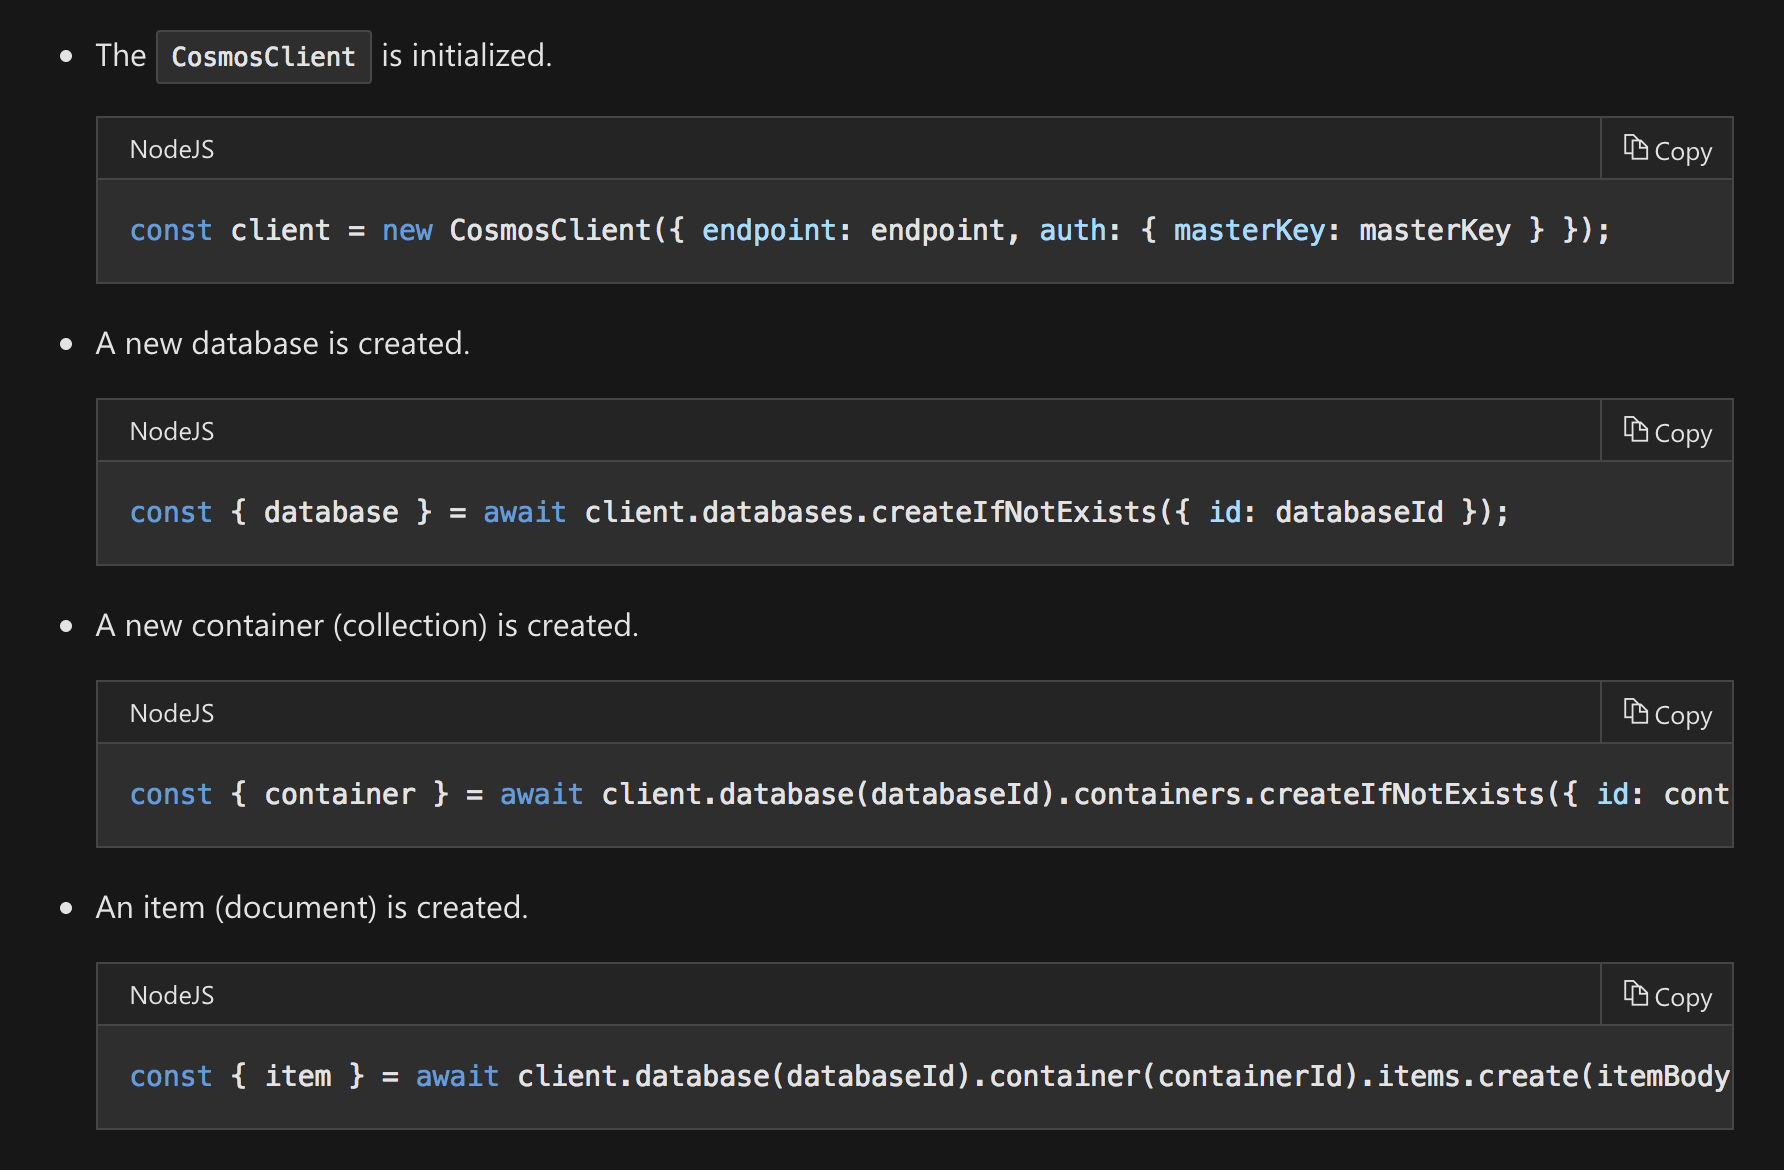 • The CosmosClient is initialized.
NodeJS Copy
const client = new CosmosClient({ endpoint: endpoint, auth: { masterKey: masterKey } });
• A new database is created.
NodeJS Copy
const { database } = await client.databases.createIfNotExists({ id: databaseId });
• A new container (collection) is created.
NodeJS Copy
const { container } = await client.database(databaseId).containers.createIfNotExists({ id: cont
• An item (document) is created.
NodeJS Copy
const { item } = await client.database(databaseId).container(containerId).items.create(itemBody